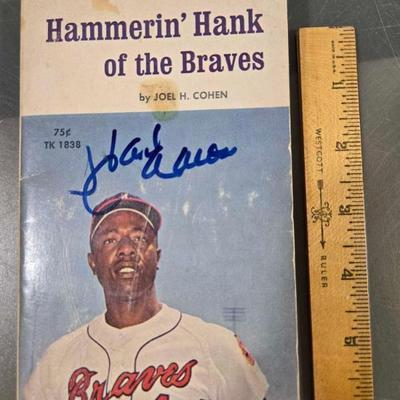 Hammerin' Hank
of the Braves
by JOEL H. COHEN
75¢
TK 1838
Hank Aaron
Braves
WESTCOTT
RULER
1
2
3
4
5